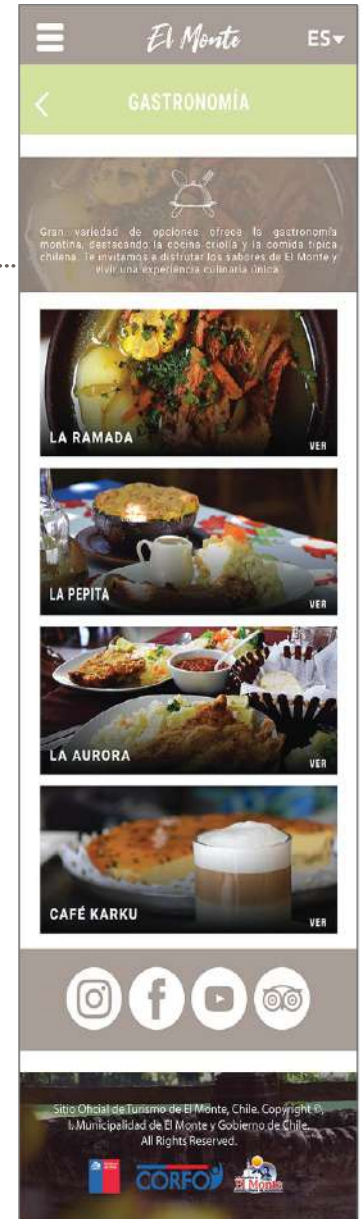 El Monte
ES
GASTRONOMÍA
Gran variedad de opciones ofrece la gastronomía
montina, destacando la cocina criolla y la comida típica
chilena. Te invitamos a disfrutar los sabores de El Monte y
vivir una experiencia culinaria única.
LA RAMADA
VER
LA PEPITA
VER
LA AURORA
VER
CAFÉ KARKU
VER
Sitio Oficial de Turismo de El Monte, Chile. Copyright ©,
I. Municipalidad de El Monte y Gobierno de Chile.
All Rights Reserved.
CORFO
El Monte